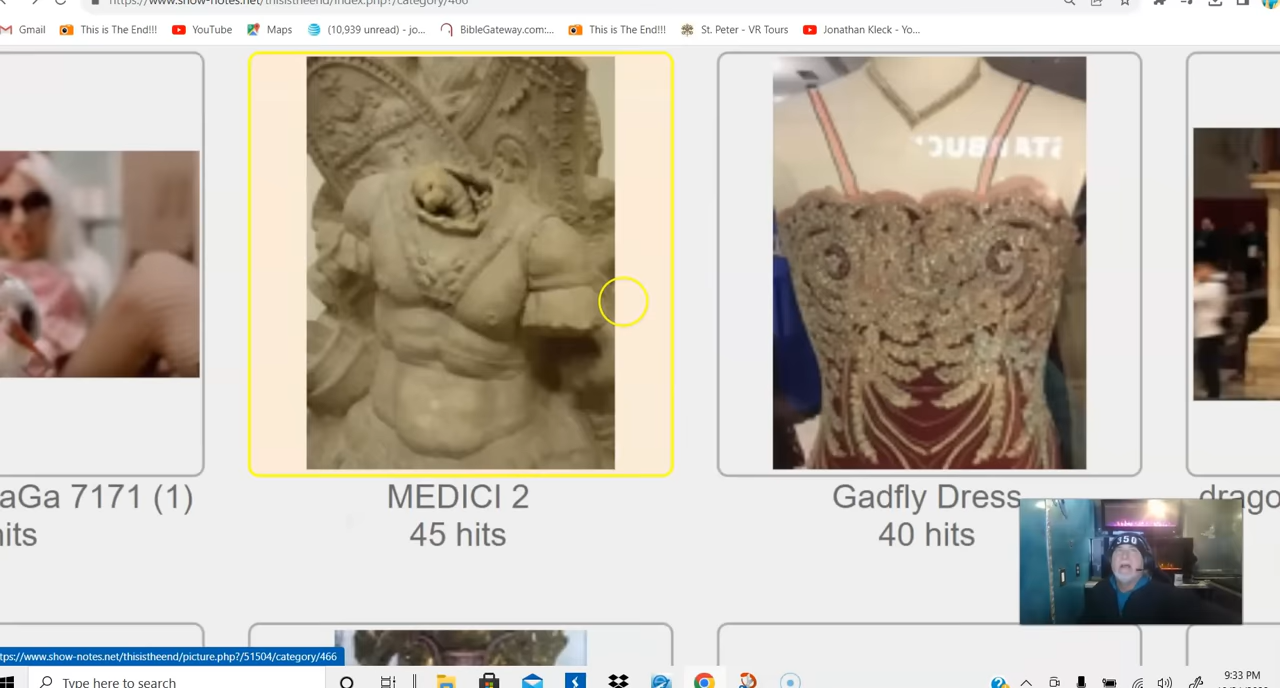 https://www.show-notes.net/thisistheend/index.php?/category/466
Gmail
This is The End!!!
YouTube
Maps
(10,939 unread) - jo...
BibleGateway.com:...
This is The End!!!
St. Peter - VR Tours
Jonathan Kleck - Yo...
aGa 7171 (1)
hits
MEDICI 2
45 hits
Gadfly Dress
40 hits
drago
350
ttps://www.show-notes.net/thisistheend/picture.php?/51504/category/466
Type here to search
9:33 PM